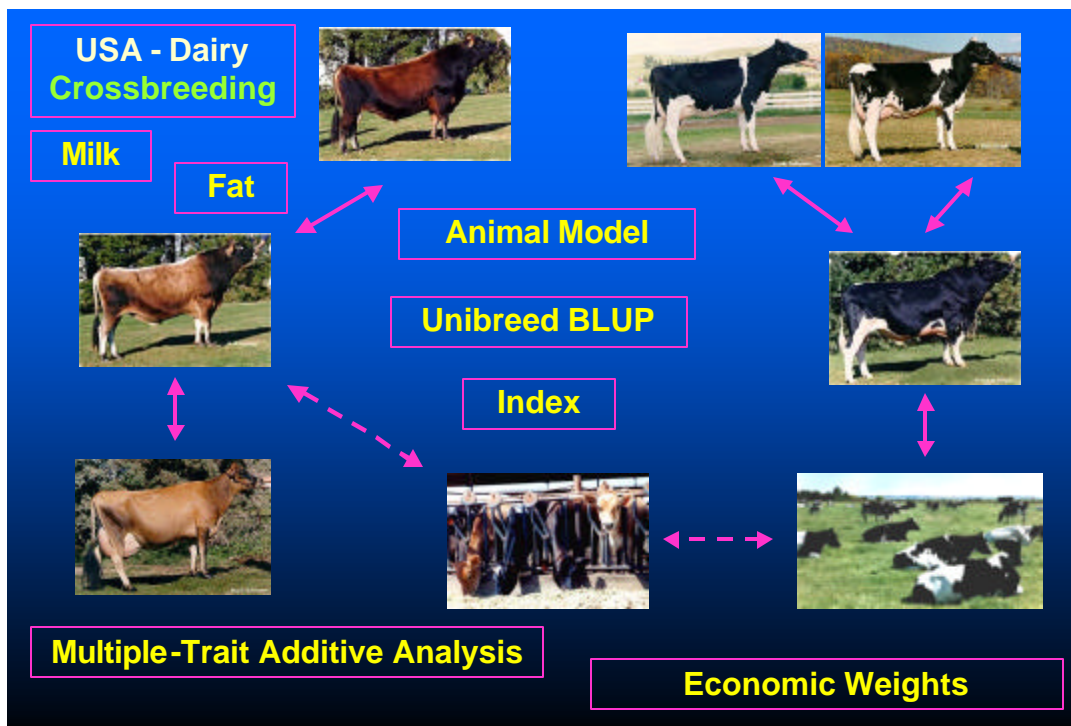 USA - Dairy
Crossbreeding
Milk
Fat
Animal Model
Unibreed BLUP
Index
Multiple-Trait Additive Analysis
Economic Weights